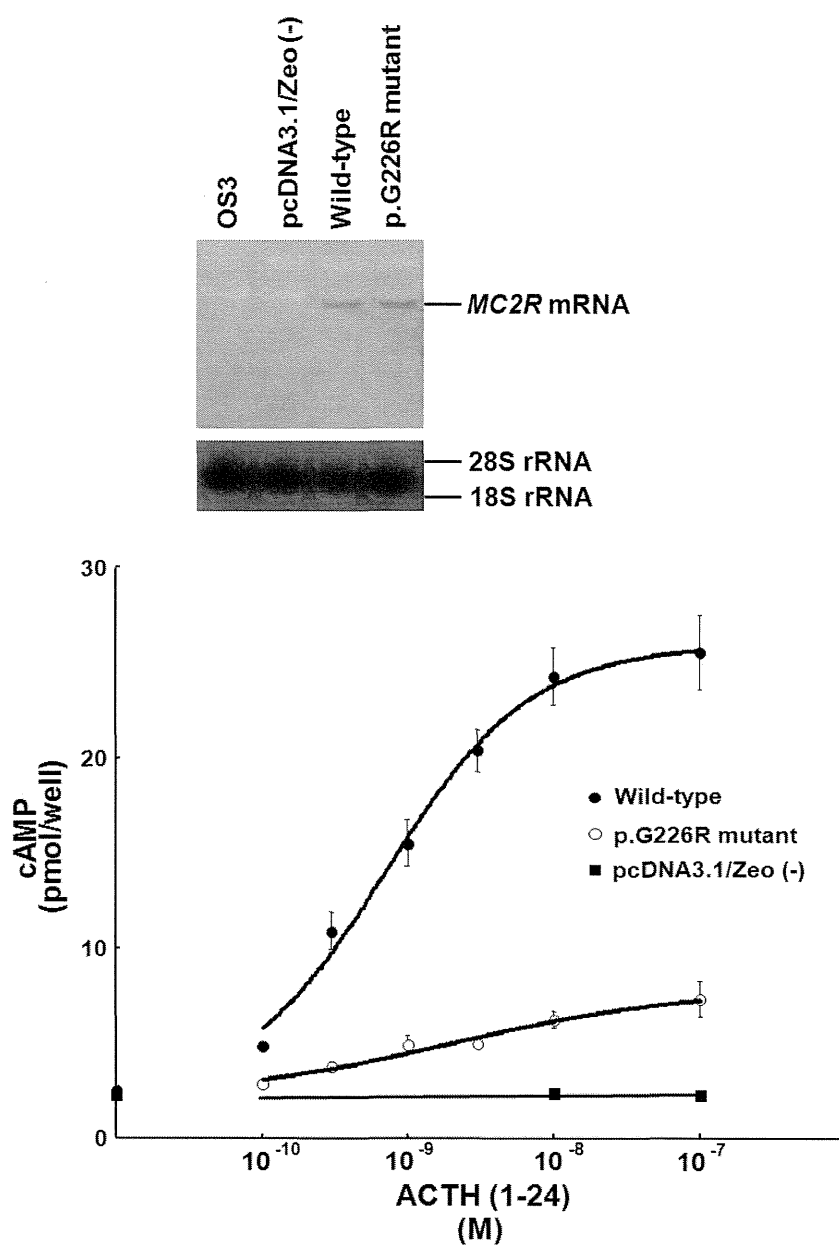 OS3
pcDNA3.1/Zeo (-)
Wild-type
p.G226R mutant
MC2R mRNA
28S rRNA
18S rRNA
30
20
10
0
cAMP
(pmol/well)
Wild-type
p.G226R mutant
pcDNA3.1/Zeo (-)
10-10
10-9
10-8
10-7
ACTH (1-24)
(M)